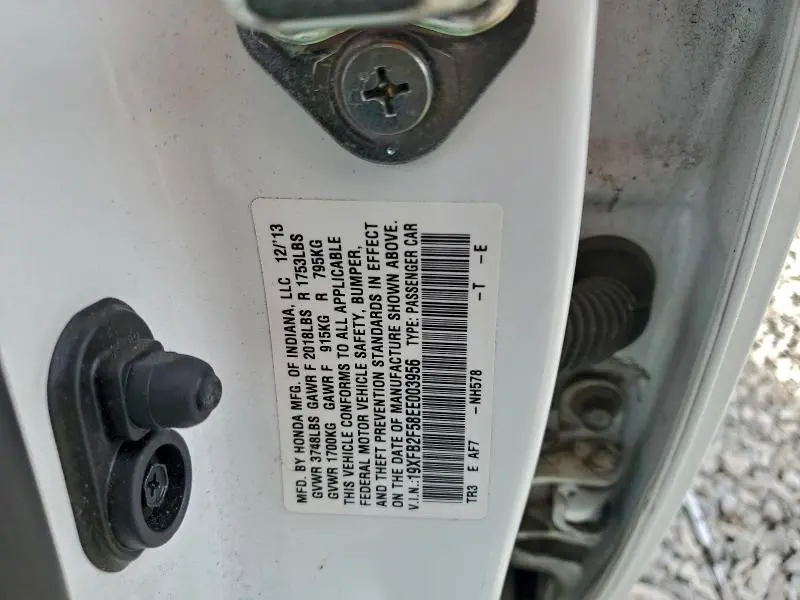 MFD. BY HONDA MFG. OF INDIANA, LLC 12/'13
GVWR 3748LBS GAWR F 2018LBS R 1753LBS
GVWR 1700KG GAWR F 915KG R 795KG
THIS VEHICLE CONFORMS TO ALL APPLICABLE
FEDERAL MOTOR VEHICLE SAFETY, BUMPER,
AND THEFT PREVENTION STANDARDS IN EFFECT
ON THE DATE OF MANUFACTURE SHOWN ABOVE.
V.I.N.:19XFB2F58EE003956 TYPE: PASSENGER CAR
TR3 E AF7 -NH578 -T -E